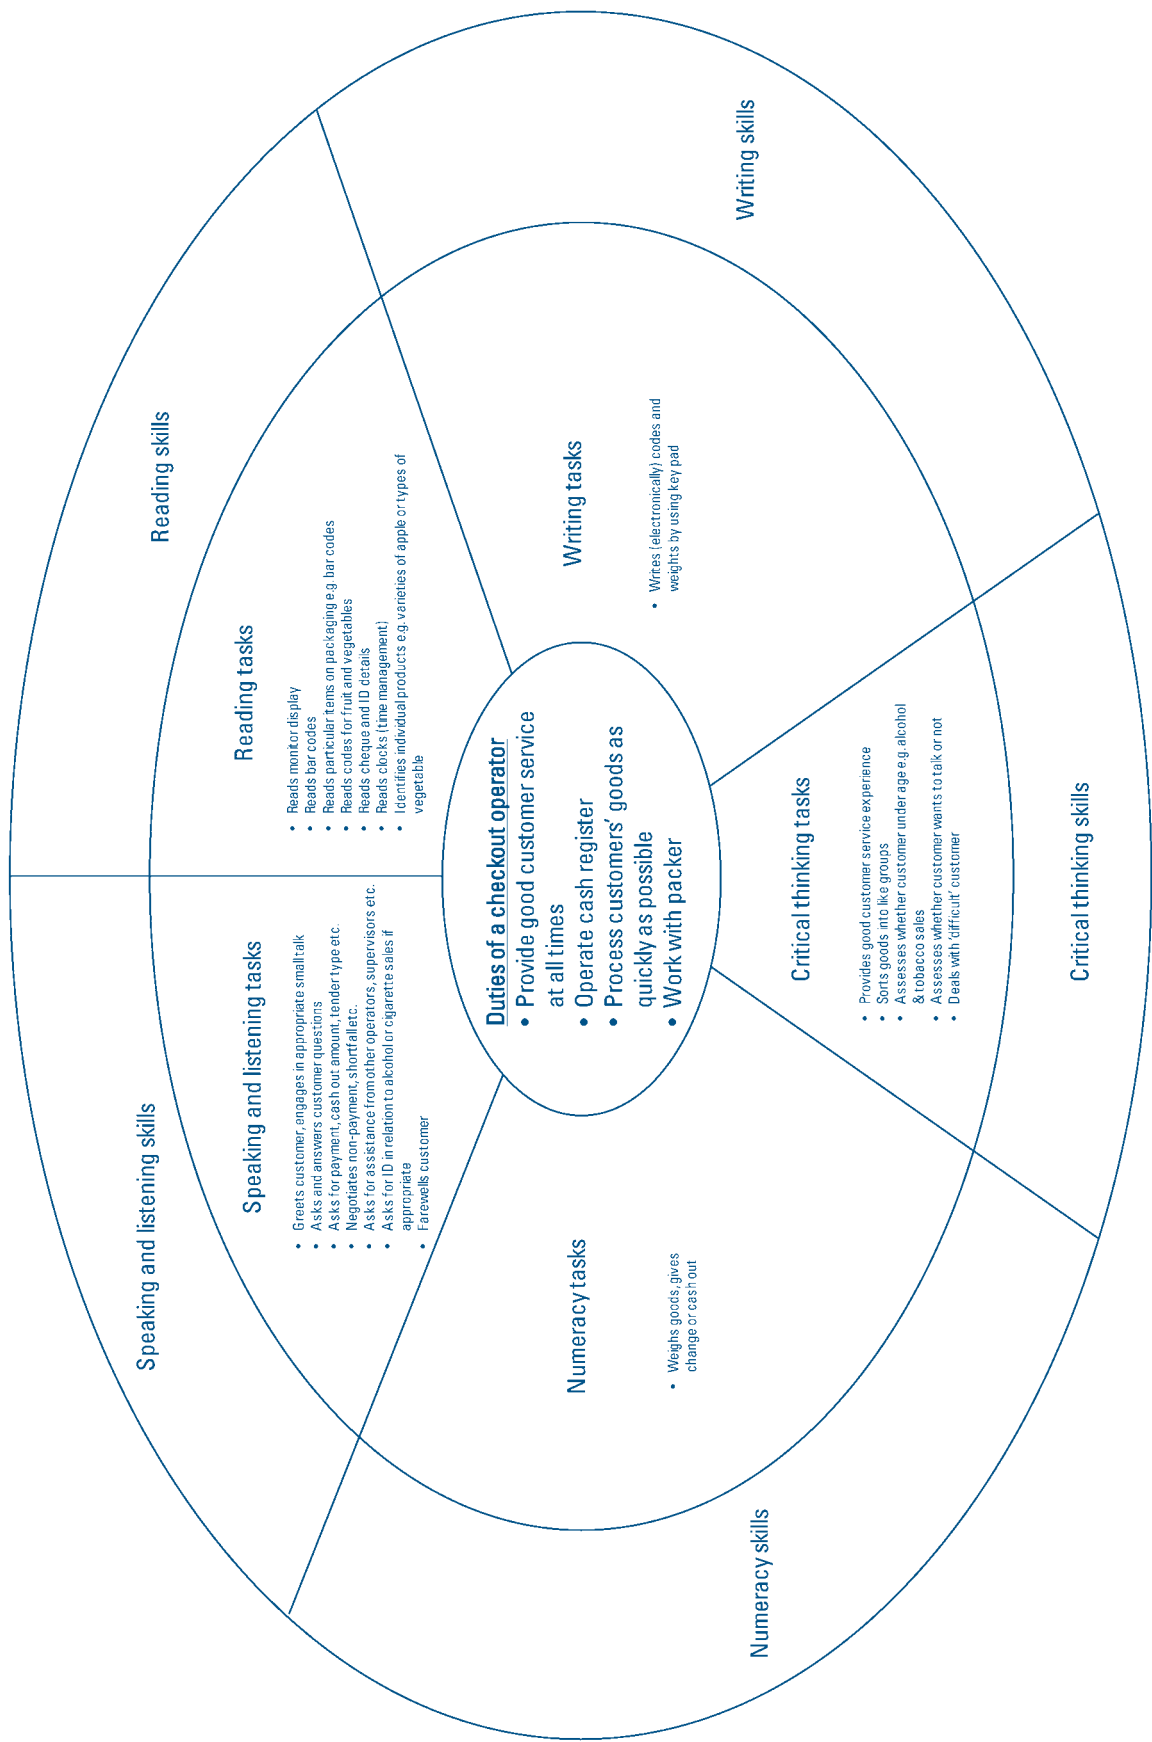 Speaking and listening skills
Reading skills
Speaking and listening tasks
• Greets customer, engages in appropriate small talk
• Asks and answers customer questions
• Asks for payment, cash out amount, tender type etc.
• Negotiates non-payment, shortfall etc.
• Asks for assistance from other operators, supervisors etc.
• Asks for ID in relation to alcohol or cigarette sales if
appropriate
• Farewells customer
Reading tasks
• Reads monitor display
• Reads bar codes
• Reads particular items on packaging e.g. bar codes
• Reads codes for fruit and vegetables
• Reads cheque and ID details
• Reads clocks (time management)
• Identifies individual products e.g. varieties of apple or types of
vegetable
Duties of a checkout operator
• Provide good customer service
at all times
• Operate cash register
• Process customers' goods as
quickly as possible
• Work with packer
Numeracy tasks
• Weighs goods, gives
change or cash out
Writing tasks
• Writes (electronically) codes and
weights by using key pad
Numeracy skills
Writing skills
Critical thinking tasks
• Provides good customer service experience
• Sorts goods into like groups
• Assesses whether customer under age e.g. alcohol
& tobacco sales
• Assesses whether customer wants to talk or not
• Deals with 'difficult' customer
Critical thinking skills